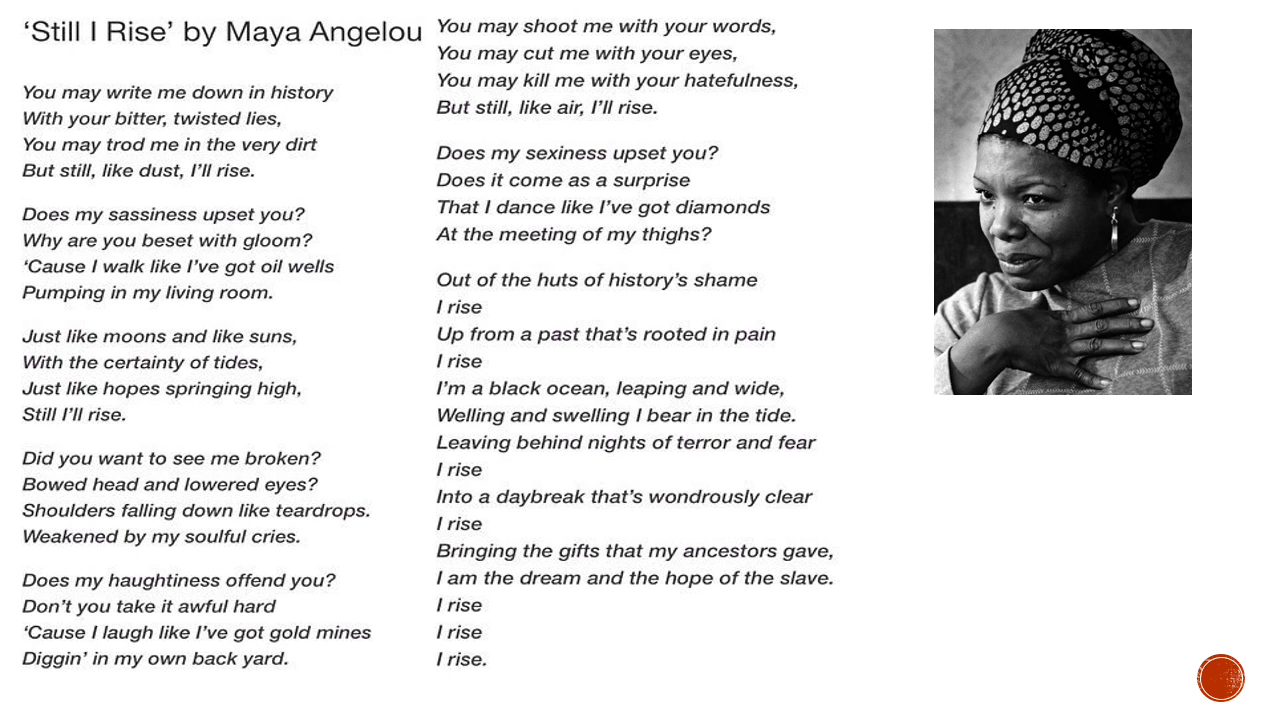 ‘Still I Rise’ by Maya Angelou
You may write me down in history
With your bitter, twisted lies,
You may trod me in the very dirt
But still, like dust, I’ll rise.
Does my sassiness upset you?
Why are you beset with gloom?
‘Cause I walk like I’ve got oil wells
Pumping in my living room.
Just like moons and like suns,
With the certainty of tides,
Just like hopes springing high,
Still I’ll rise.
Did you want to see me broken?
Bowed head and lowered eyes?
Shoulders falling down like teardrops.
Weakened by my soulful cries.
Does my haughtiness offend you?
Don’t you take it awful hard
‘Cause I laugh like I’ve got gold mines
Diggin’ in my own back yard.
You may shoot me with your words,
You may cut me with your eyes,
You may kill me with your hatefulness,
But still, like air, I’ll rise.
Does my sexiness upset you?
Does it come as a surprise
That I dance like I’ve got diamonds
At the meeting of my thighs?
Out of the huts of history’s shame
I rise
Up from a past that’s rooted in pain
I rise
I’m a black ocean, leaping and wide,
Welling and swelling I bear in the tide.
Leaving behind nights of terror and fear
I rise
Into a daybreak that’s wondrously clear
I rise
Bringing the gifts that my ancestors gave,
I am the dream and the hope of the slave.
I rise
I rise
I rise.